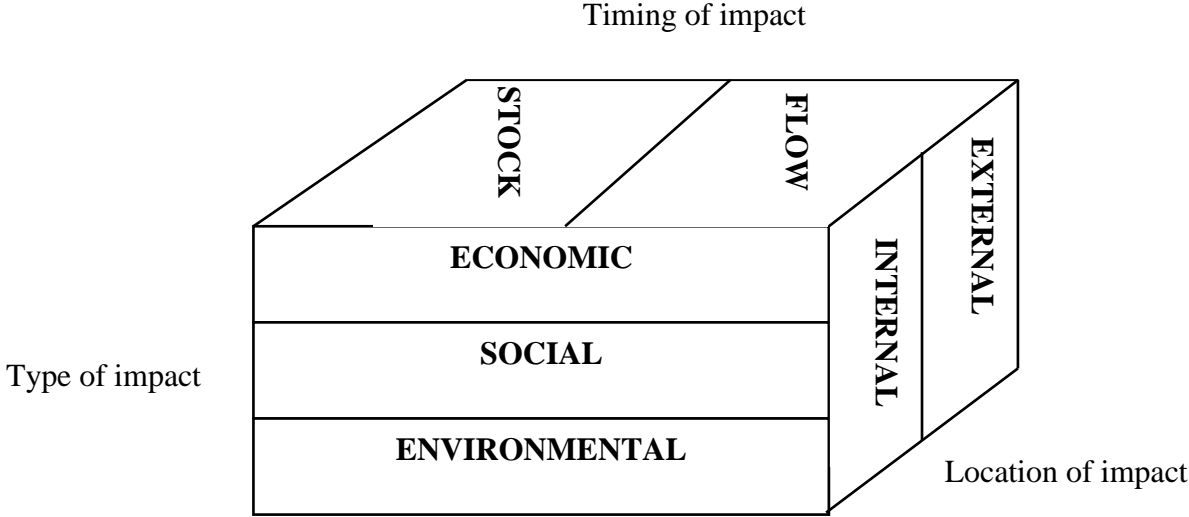 Timing of impact
STOCK
FLOW
EXTERNAL
INTERNAL
ECONOMIC
SOCIAL
Type of impact
ENVIRONMENTAL
Location of impact